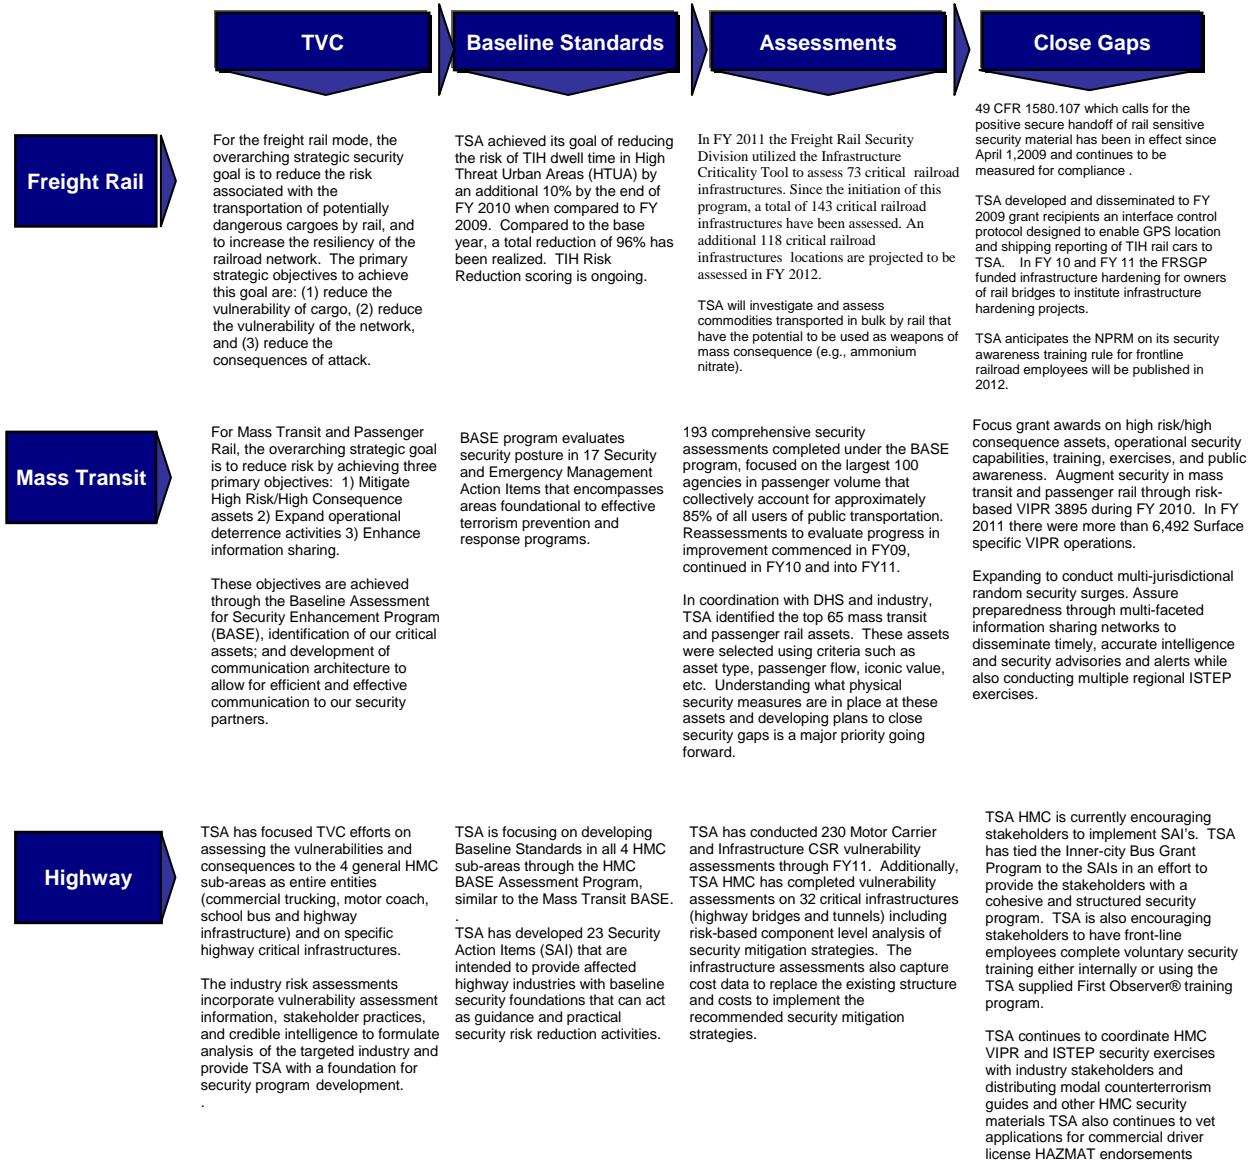 TVC
Baseline Standards
Assessments
Close Gaps
Freight Rail
For the freight rail mode, the
overarching strategic security
goal is to reduce the risk
associated with the
transportation of potentially
dangerous cargoes by rail, and
to increase the resiliency of the
railroad network. The primary
strategic objectives to achieve
this goal are: (1) reduce the
vulnerability of cargo, (2) reduce
the vulnerability of the network,
and (3) reduce the
consequences of attack.
TSA achieved its goal of reducing
the risk of TIH dwell time in High
Threat Urban Areas (HTUA) by
an additional 10% by the end of
FY 2010 when compared to FY
2009. Compared to the base
year, a total reduction of 96% has
been realized. TIH Risk
Reduction scoring is ongoing.
In FY 2011 the Freight Rail Security
Division utilized the Infrastructure
Criticality Tool to assess 73 critical railroad
infrastructures. Since the initiation of this
program, a total of 143 critical railroad
infrastructures have been assessed. An
additional 118 critical railroad
infrastructures locations are projected to be
assessed in FY 2012.
TSA will investigate and assess
commodities transported in bulk by rail that
have the potential to be used as weapons of
mass consequence (e.g., ammonium
nitrate).
49 CFR 1580.107 which calls for the
positive secure handoff of rail sensitive
security material has been in effect since
April 1,2009 and continues to be
measured for compliance .
TSA developed and disseminated to FY
2009 grant recipients an interface control
protocol designed to enable GPS location
and shipping reporting of TIH rail cars to
TSA. In FY 10 and FY 11 the FRSGP
funded infrastructure hardening for owners
of rail bridges to institute infrastructure
hardening projects.
TSA anticipates the NPRM on its security
awareness training rule for frontline
railroad employees will be published in
2012.
Mass Transit
For Mass Transit and Passenger
Rail, the overarching strategic goal
is to reduce risk by achieving three
primary objectives: 1) Mitigate
High Risk/High Consequence
assets 2) Expand operational
deterrence activities 3) Enhance
information sharing.
These objectives are achieved
through the Baseline Assessment
for Security Enhancement Program
(BASE), identification of our critical
assets; and development of
communication architecture to
allow for efficient and effective
communication to our security
partners.
BASE program evaluates
security posture in 17 Security
and Emergency Management
Action Items that encompasses
areas foundational to effective
terrorism prevention and
response programs.
193 comprehensive security
assessments completed under the BASE
program, focused on the largest 100
agencies in passenger volume that
collectively account for approximately
85% of all users of public transportation.
Reassessments to evaluate progress in
improvement commenced in FY09,
continued in FY10 and into FY11.
In coordination with DHS and industry,
TSA identified the top 65 mass transit
and passenger rail assets. These assets
were selected using criteria such as
asset type, passenger flow, iconic value,
etc. Understanding what physical
security measures are in place at these
assets and developing plans to close
security gaps is a major priority going
forward.
Focus grant awards on high risk/high
consequence assets, operational security
capabilities, training, exercises, and public
awareness. Augment security in mass
transit and passenger rail through risk-
based VIPR 3895 during FY 2010. In FY
2011 there were more than 6,492 Surface
specific VIPR operations.
Expanding to conduct multi-jurisdictional
random security surges. Assure
preparedness through multi-faceted
information sharing networks to
disseminate timely, accurate intelligence
and security advisories and alerts while
also conducting multiple regional ISTEP
exercises.
Highway
TSA has focused TVC efforts on
assessing the vulnerabilities and
consequences to the 4 general HMC
sub-areas as entire entities
(commercial trucking, motor coach,
school bus and highway
infrastructure) and on specific
highway critical infrastructures.
The industry risk assessments
incorporate vulnerability assessment
information, stakeholder practices,
and credible intelligence to formulate
analysis of the targeted industry and
provide TSA with a foundation for
security program development.
.
TSA is focusing on developing
Baseline Standards in all 4 HMC
sub-areas through the HMC
BASE Assessment Program,
similar to the Mass Transit BASE.
.
TSA has developed 23 Security
Action Items (SAI) that are
intended to provide affected
highway industries with baseline
security foundations that can act
as guidance and practical
security risk reduction activities.
TSA has conducted 230 Motor Carrier
and Infrastructure CSR vulnerability
assessments through FY11. Additionally,
TSA HMC has completed vulnerability
assessments on 32 critical infrastructures
(highway bridges and tunnels) including
risk-based component level analysis of
security mitigation strategies. The
infrastructure assessments also capture
cost data to replace the existing structure
and costs to implement the
recommended security mitigation
strategies.
TSA HMC is currently encouraging
stakeholders to implement SAI's. TSA
has tied the Inner-city Bus Grant
Program to the SAIs in an effort to
provide the stakeholders with a
cohesive and structured security
program. TSA is also encouraging
stakeholders to have front-line
employees complete voluntary security
training either internally or using the
TSA supplied First Observer® training
program.
TSA continues to coordinate HMC
VIPR and ISTEP security exercises
with industry stakeholders and
distributing modal counterterrorism
guides and other HMC security
materials TSA also continues to vet
applications for commercial driver
license HAZMAT endorsements